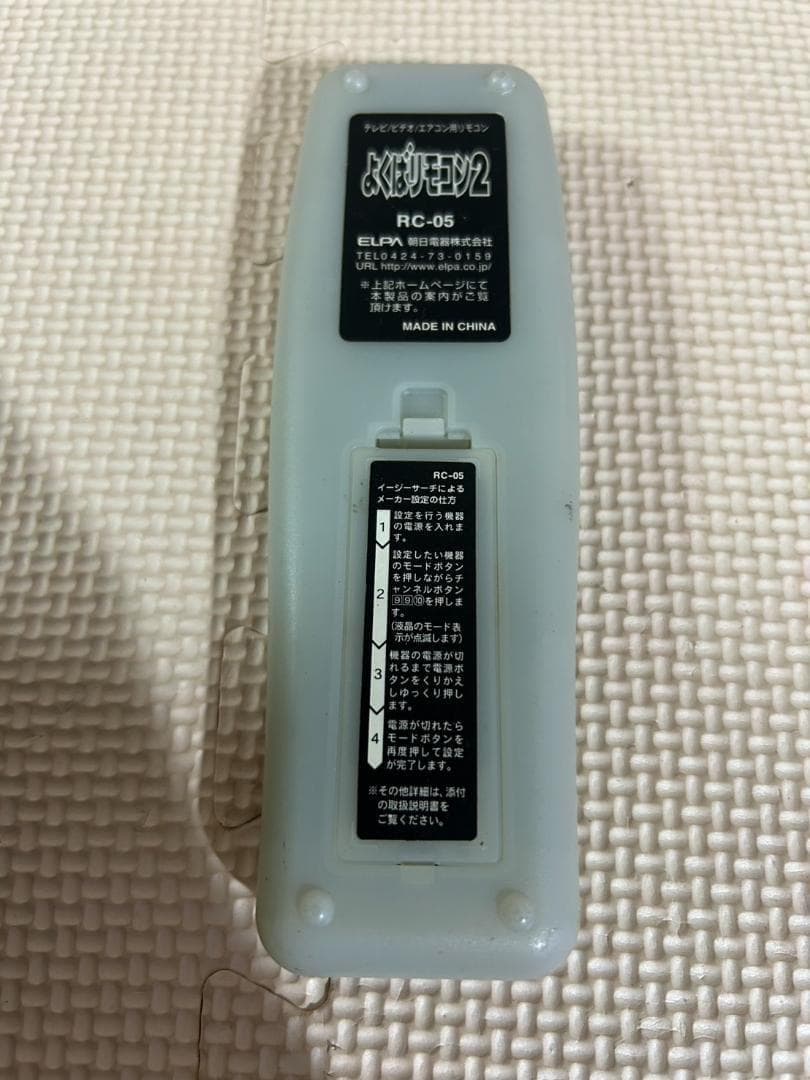 テレビ/ビデオ/エアコン用リモコン
よくばリモコン2
RC-05
ELPA 朝日電器株式会社
TEL0424-73-0159
URL http://www.elpa.co.jp/
※上記ホームページにて
本製品の案内がご覧
頂けます。
MADE IN CHINA
RC-05
イージーサーチによる
メーカー設定の仕方
1 設定を行う機器
の電源を入れま
す。
2 設定したい機器
のモードボタン
を押しながらチ
ャンネルボタン
9 9 10を押しま
す。
(液晶のモード表
示が点滅します)
3 機器の電源が切
れるまで電源ボ
タンをくりかえ
しゆっくり押し
ます。
4 電源が切れたら
モードボタンを
再度押して設定
が完了します。
※その他詳細は、添付
の取扱説明書を
ご覧ください。